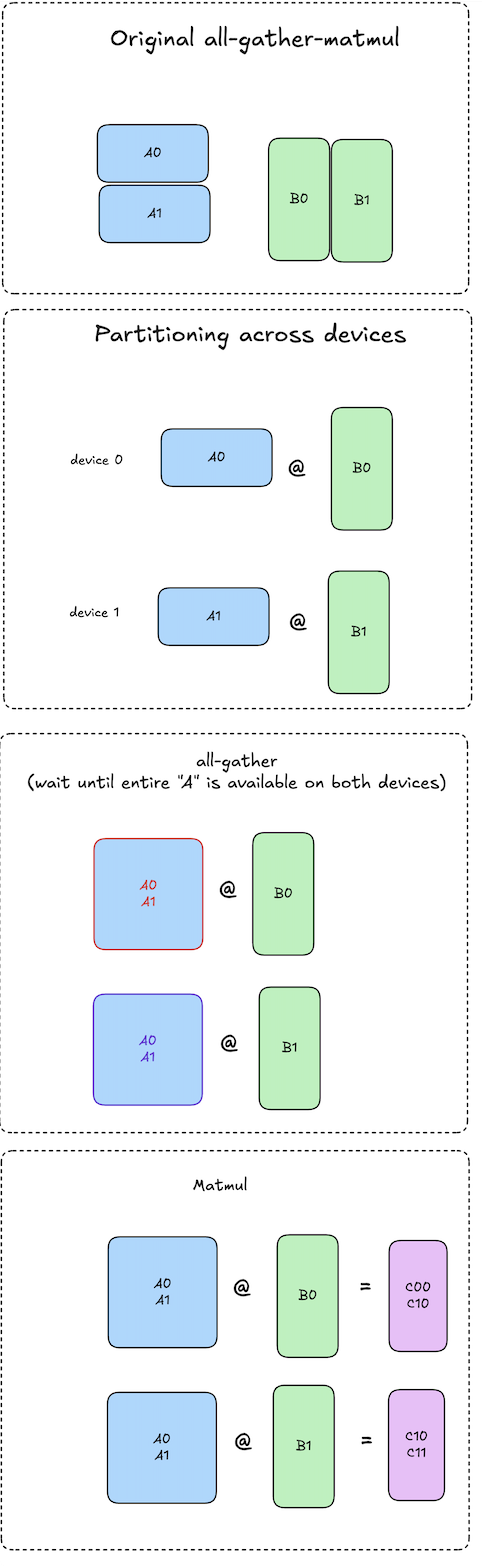 Original all-gather-matmul
A0
A1
B0
B1
Partitioning across devices
device 0
A0
@
B0
device 1
A1
@
B1
all-gather
(wait until entire "A" is available on both devices)
A0
A1
@
B0
A0
A1
@
B1
Matmul
A0
A1
@
B0
=
C00
C10
A0
A1
@
B1
=
C10
C11